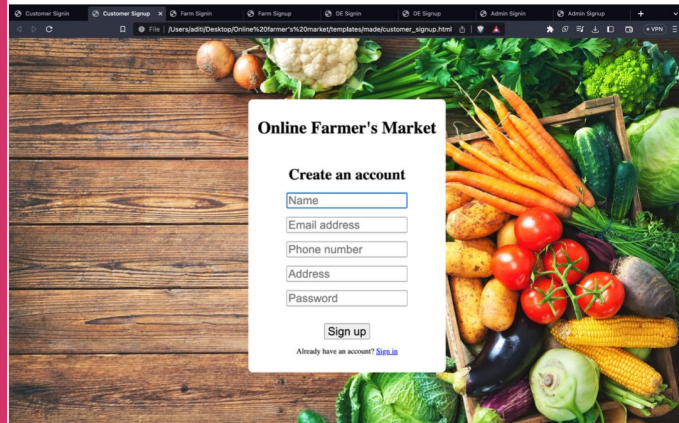 Customer Signin
Customer Signup
Farm Signin
Farm Signup
DE Signin
DE Signup
Admin Signin
Admin Signup
File /Users/aditi/Desktop/Online%20farmer's%20market/templates/made/customer_signup.html
VPN
Online Farmer's Market
Create an account
Name
Email address
Phone number
Address
Password
Sign up
Already have an account? Sign in